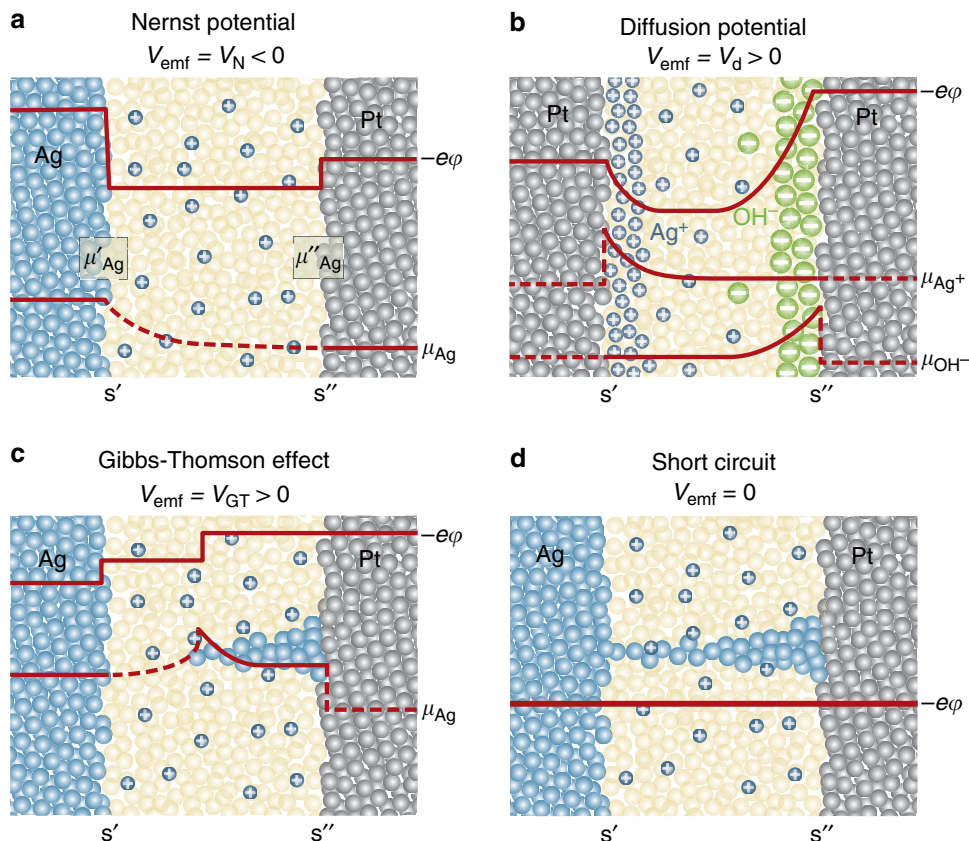 a
Nernst potential
V_emf = V_N < 0
Ag
Pt
−eφ
μ′_Ag
μ″_Ag
μ_Ag
s′
s″
b
Diffusion potential
V_emf = V_d > 0
Pt
Pt
−eφ
OH⁻
Ag⁺
μ_Ag⁺
μ_OH⁻
s′
s″
c
Gibbs-Thomson effect
V_emf = V_GT > 0
Ag
Pt
−eφ
μ_Ag
s′
s″
d
Short circuit
V_emf = 0
Ag
Pt
−eφ
s′
s″